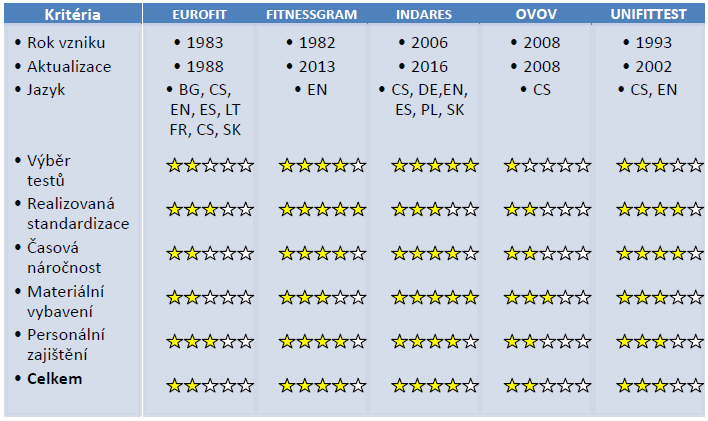 Kritéria EUROFIT FITNESSGRAM INDARES OVOV UNIFITTEST
• Rok vzniku • 1983 • 1982 • 2006 • 2008 • 1993
• Aktualizace • 1988 • 2013 • 2016 • 2008 • 2002
• Jazyk • BG, CS, • EN • CS, DE,EN, • CS • CS, EN
EN, ES, LT ES, PL, SK
FR, CS, SK
• Výběr
testů
• Realizovaná
standardizace
• Časová
náročnost
• Materiální
vybavení
• Personální
zajištění
• Celkem